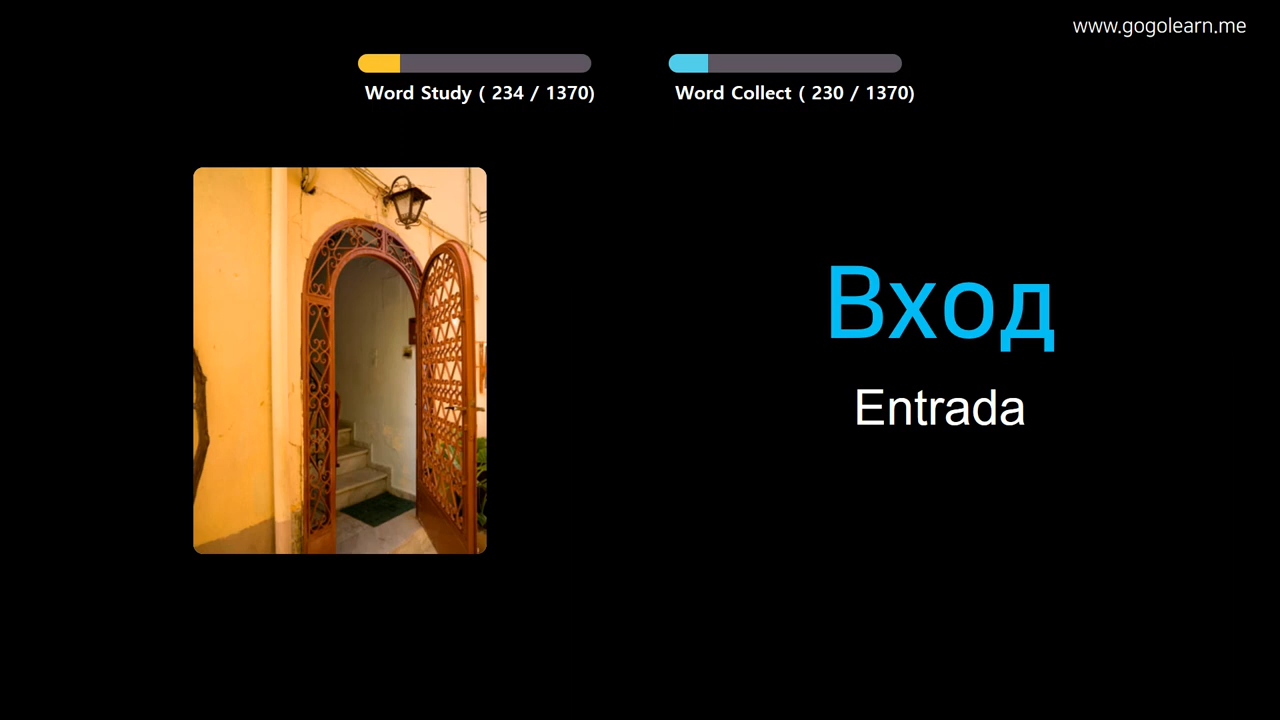 www.gogolearn.me
Word Study ( 234 / 1370)
Word Collect ( 230 / 1370)
Вход
Entrada